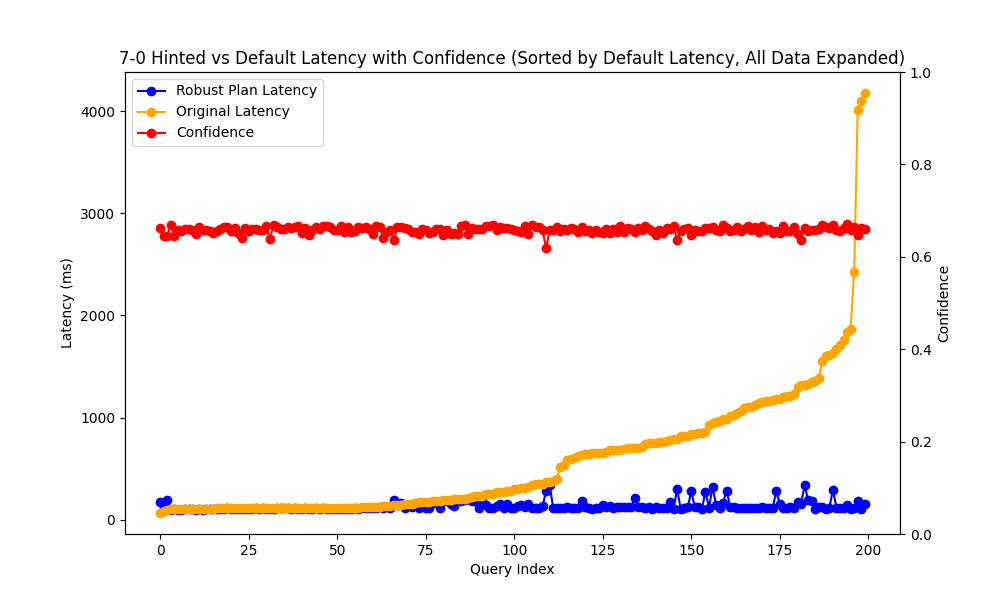 7-0 Hinted vs Default Latency with Confidence (Sorted by Default Latency, All Data Expanded)
Robust Plan Latency
Original Latency
Confidence
Latency (ms)
4000
3000
2000
1000
0
1.0
0.8
0.6
0.4
0.2
0.0
Confidence
0 25 50 75 100 125 150 175 200
Query Index